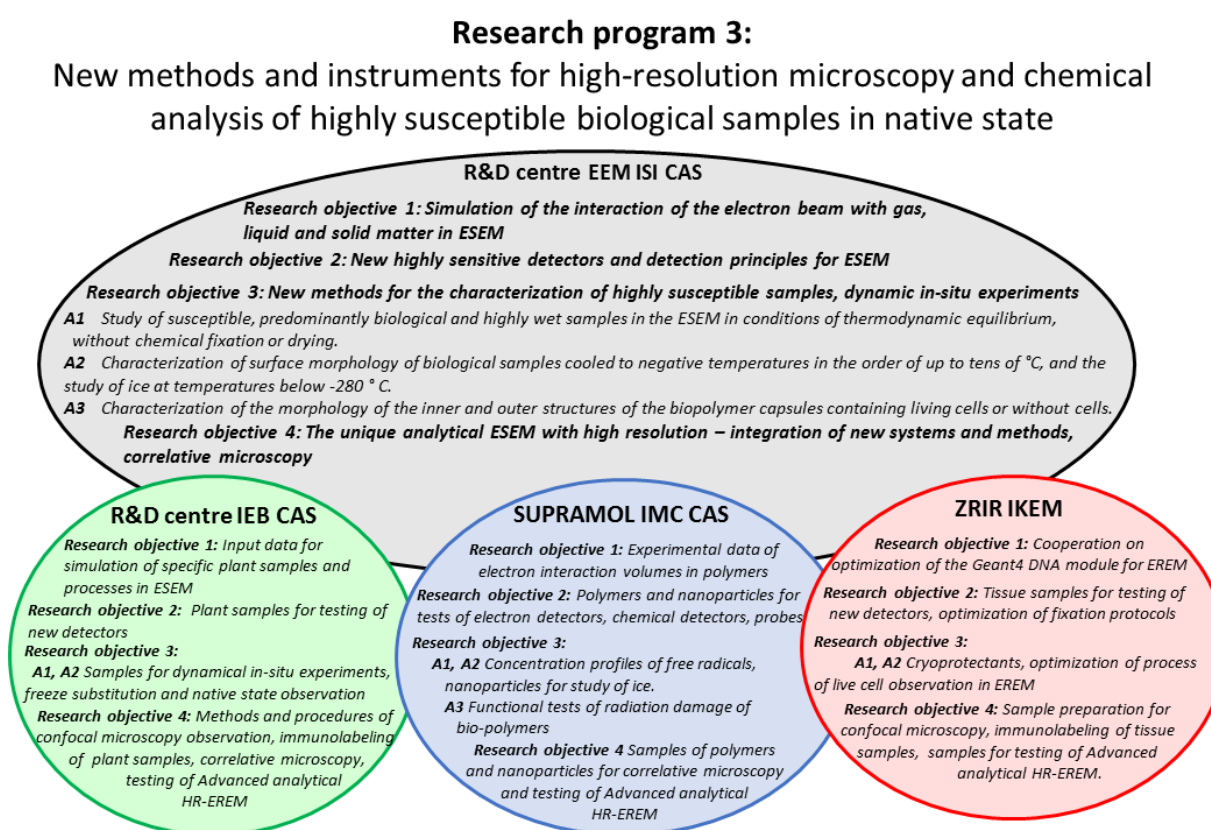 Research program 3:
New methods and instruments for high-resolution microscopy and chemical
analysis of highly susceptible biological samples in native state
R&D centre EEM ISI CAS
Research objective 1: Simulation of the interaction of the electron beam with gas,
liquid and solid matter in ESEM
Research objective 2: New highly sensitive detectors and detection principles for ESEM
Research objective 3: New methods for the characterization of highly susceptible samples, dynamic in-situ experiments
A1 Study of susceptible, predominantly biological and highly wet samples in the ESEM in conditions of thermodynamic equilibrium,
without chemical fixation or drying.
A2 Characterization of surface morphology of biological samples cooled to negative temperatures in the order of up to tens of °C, and the
study of ice at temperatures below -280 ° C.
A3 Characterization of the morphology of the inner and outer structures of the biopolymer capsules containing living cells or without cells.
Research objective 4: The unique analytical ESEM with high resolution – integration of new systems and methods,
correlative microscopy
R&D centre IEB CAS
Research objective 1: Input data for
simulation of specific plant samples and
processes in ESEM
Research objective 2: Plant samples for testing of
new detectors
Research objective 3:
A1, A2 Samples for dynamical in-situ experiments,
freeze substitution and native state observation
Research objective 4: Methods and procedures of
confocal microscopy observation, immunolabeling
of plant samples, correlative microscopy,
testing of Advanced analytical
HR-EREM
SUPRAMOL IMC CAS
Research objective 1: Experimental data of
electron interaction volumes in polymers
Research objective 2: Polymers and nanoparticles for
tests of electron detectors, chemical detectors, probes
Research objective 3:
A1, A2 Concentration profiles of free radicals,
nanoparticles for study of ice.
A3 Functional tests of radiation damage of
bio-polymers
Research objective 4 Samples of polymers
and nanoparticles for correlative microscopy
and testing of Advanced analytical
HR-EREM
ZRIR IKEM
Research objective 1: Cooperation on
optimization of the Geant4 DNA module for EREM
Research objective 2: Tissue samples for testing of
new detectors, optimization of fixation protocols
Research objective 3:
A1, A2 Cryoprotectants, optimization of process
of live cell observation in EREM
Research objective 4: Sample preparation for
confocal microscopy, immunolabeling of tissue
samples, samples for testing of Advanced
analytical HR-EREM.